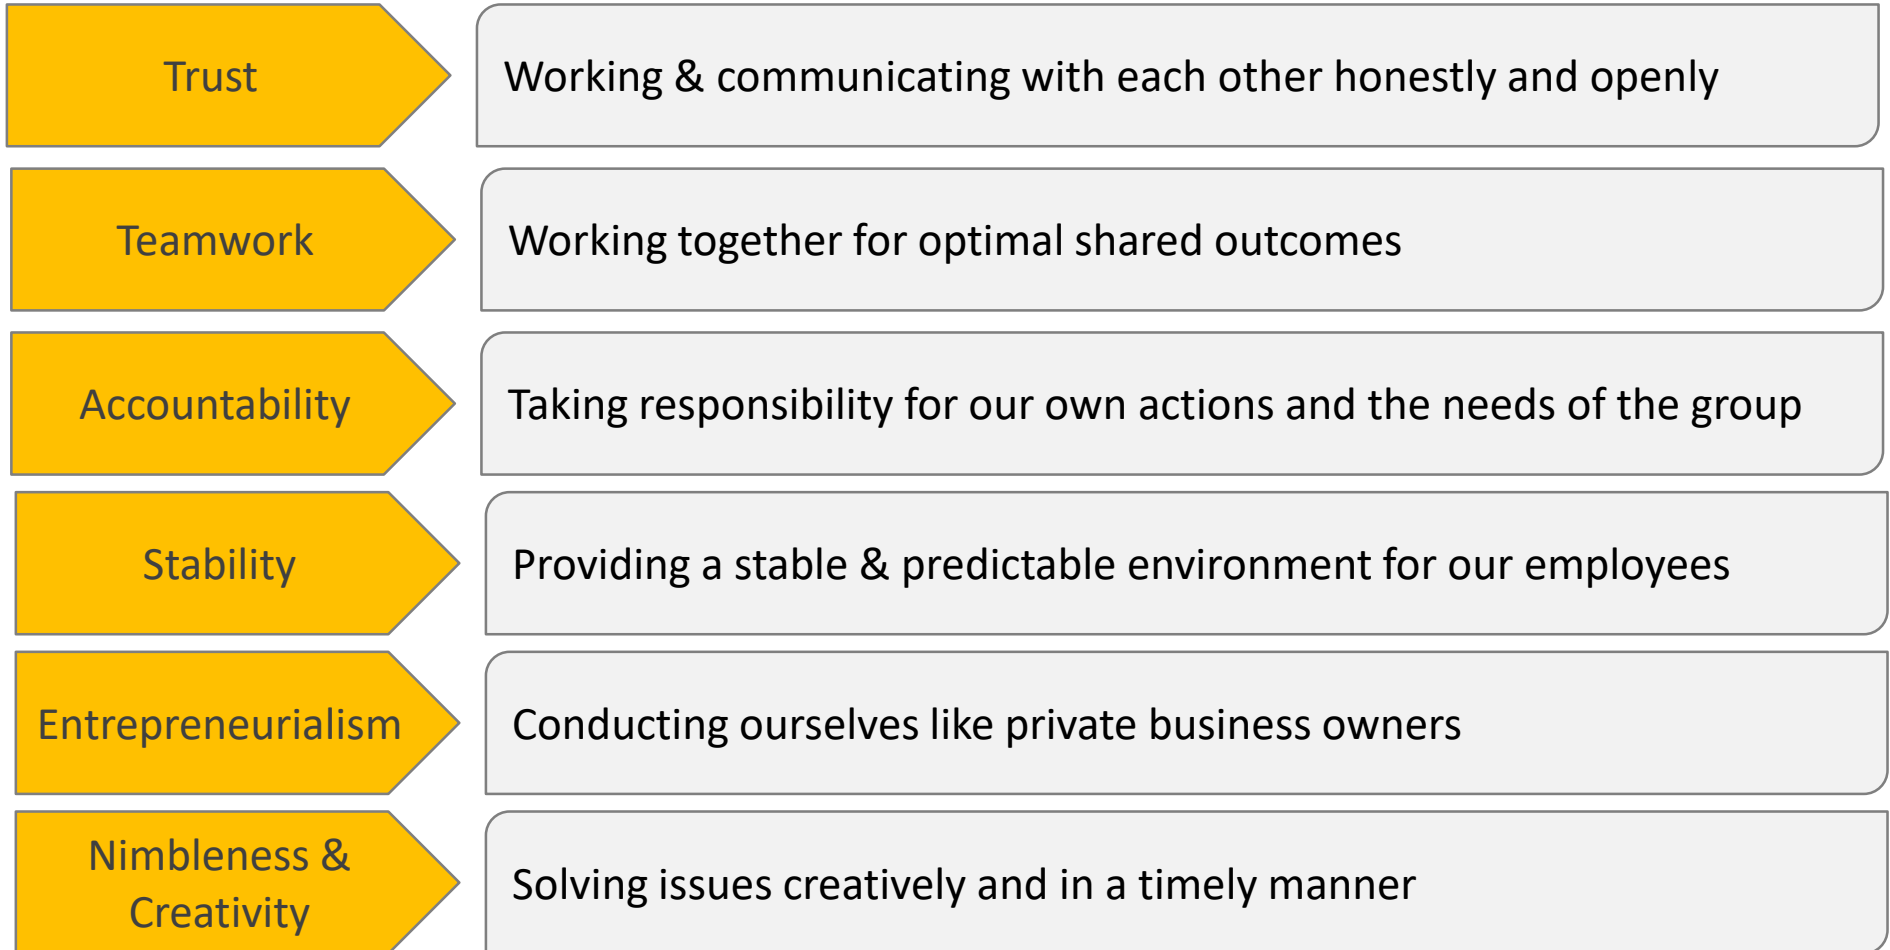 Trust
Working & communicating with each other honestly and openly
Teamwork
Working together for optimal shared outcomes
Accountability
Taking responsibility for our own actions and the needs of the group
Stability
Providing a stable & predictable environment for our employees
Entrepreneurialism
Conducting ourselves like private business owners
Nimbleness &
Creativity
Solving issues creatively and in a timely manner